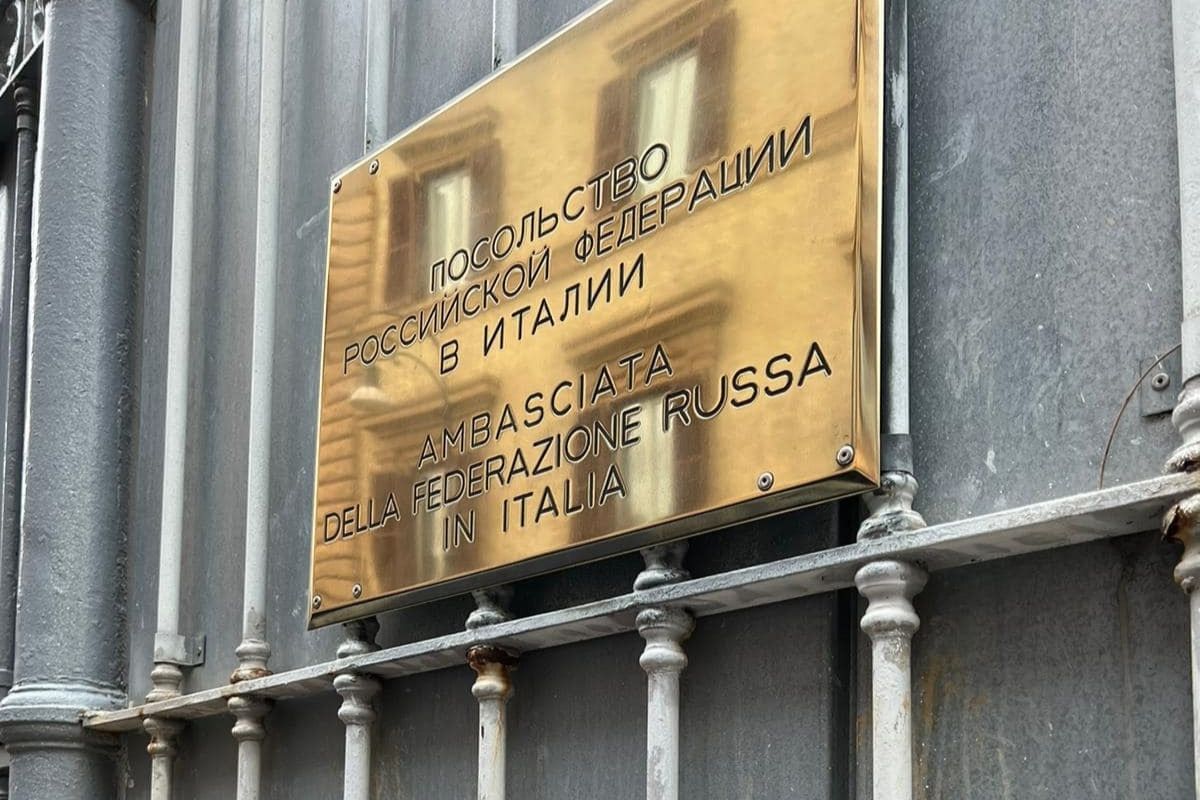 ПОСОЛЬСТВО
РОССИЙСКОЙ ФЕДЕРАЦИИ
В ИТАЛИИ
AMBASCIATA
DELLA FEDERAZIONE RUSSA
IN ITALIA